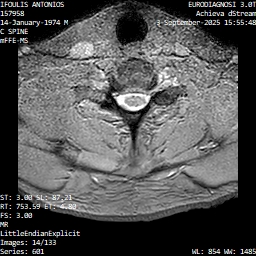 IFOULIS ANTONIOS
157958
14-January-1974 M
C SPINE
mFFE-MS
EURODIAGNOSI 3.0T
Achieva dStream
3-September-2025 15:55:48
ST: 3.00 SL: 87.21
RT: 753.59 ET: 4.80
FS: 3.00
MR
LittleEndianExplicit
Images: 14/133
Series: 601
WL: 854 WW: 1485